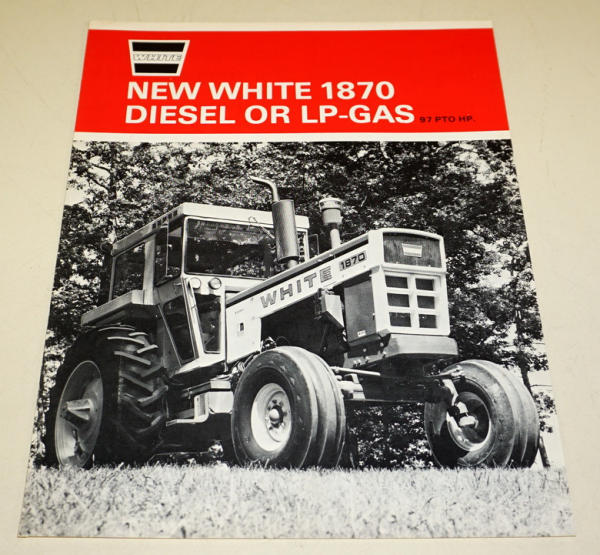 WHITE
NEW WHITE 1870
DIESEL OR LP-GAS 97 PTO HP.
WHITE 1870